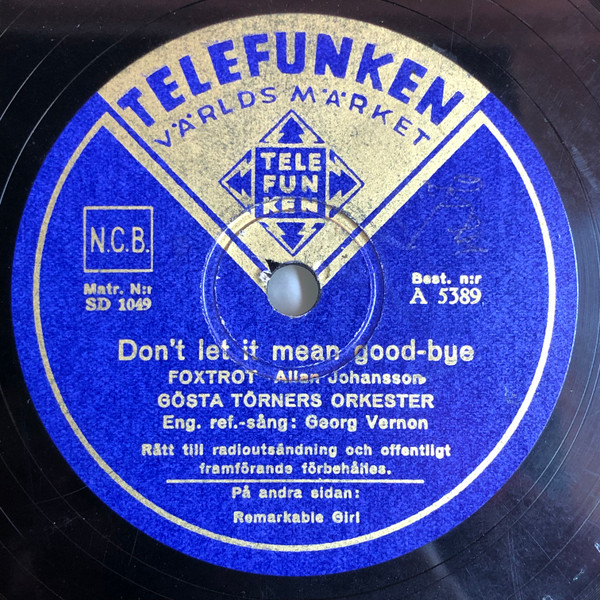 TELEFUNKEN
VÄRLDS MÄRKET
TELE
FUN
KEN
N.C.B.
Matr. N:r
SD 1049
Best. n:r
A 5389
Don't let it mean good-bye
FOXTROT Allan Johansson
GÖSTA TÖRNERS ORKESTER
Eng. ref.-sång: Georg Vernon
Rätt till radioutsändning och offentligt
framförande förbehålles.
På andra sidan:
Remarkable Girl